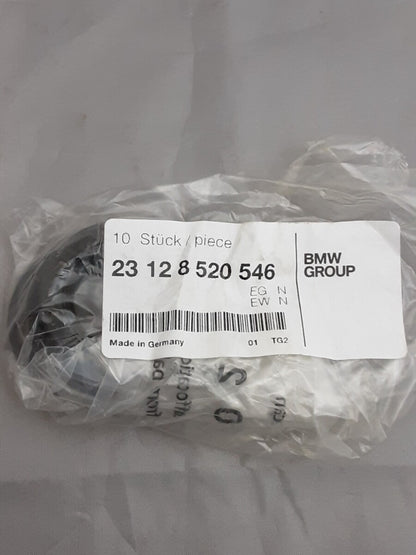 10 Stück / piece
23 12 8 520 546
EG N
EW N
Made in Germany 01 TG2
BMW
GROUP